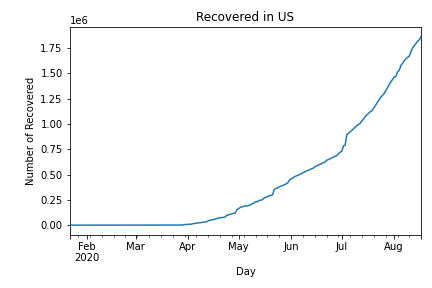 Recovered in US
1e6
1.75
1.50
1.25
1.00
0.75
0.50
0.25
0.00
Number of Recovered
Feb Mar Apr May Jun Jul Aug
2020
Day